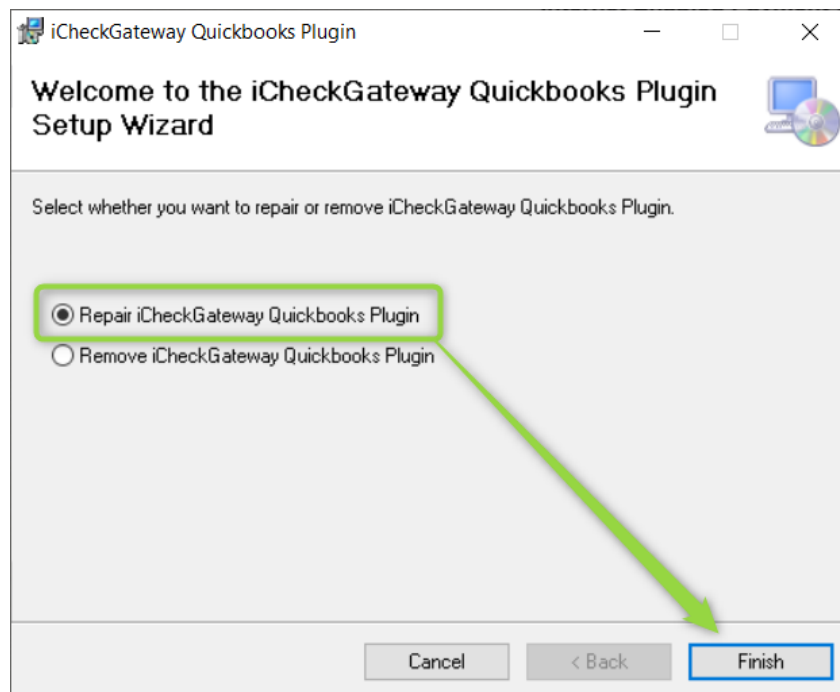 iCheckGateway Quickbooks Plugin
Welcome to the iCheckGateway Quickbooks Plugin
Setup Wizard
Select whether you want to repair or remove iCheckGateway Quickbooks Plugin.
Repair iCheckGateway Quickbooks Plugin
Remove iCheckGateway Quickbooks Plugin
Cancel
< Back
Finish